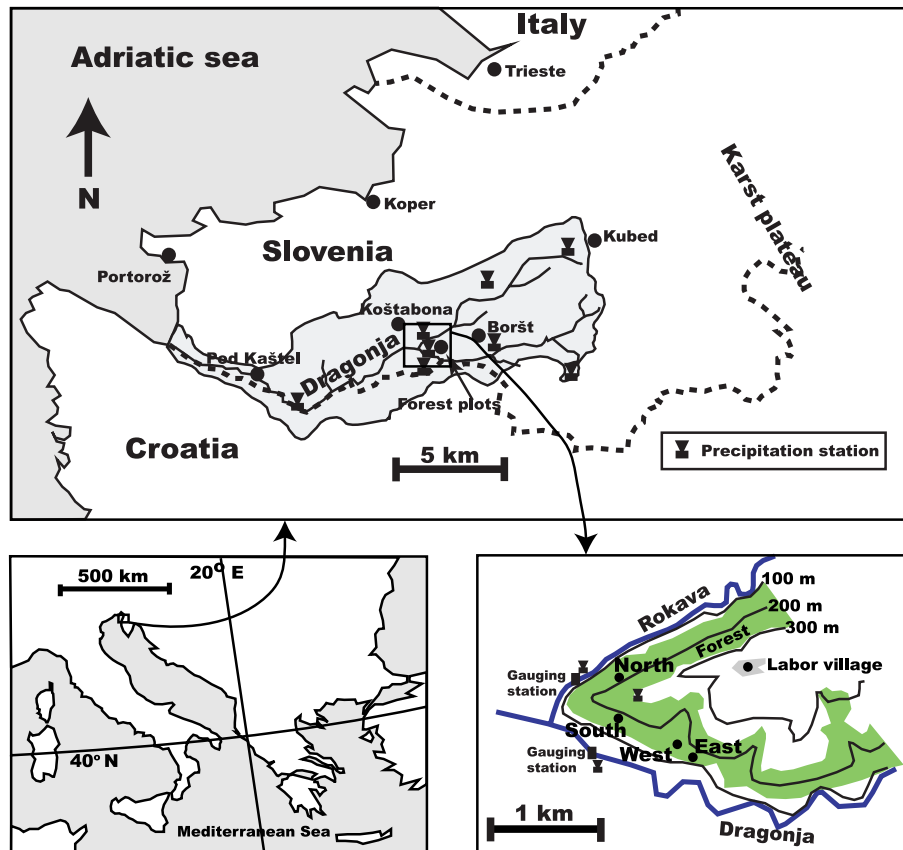 Italy
Adriatic sea
Trieste
N
Karst plateau
Koper
Slovenia
Kubed
Portorož
Koštabona
Boršt
Dragonja
Pod Kaštel
Forest plots
Croatia
5 km
Precipitation station
500 km
20° E
40° N
Mediterranean Sea
100 m
200 m
300 m
Rokava
Forest
North
Labor village
Gauging
station
South
West
East
Gauging
station
1 km
Dragonja